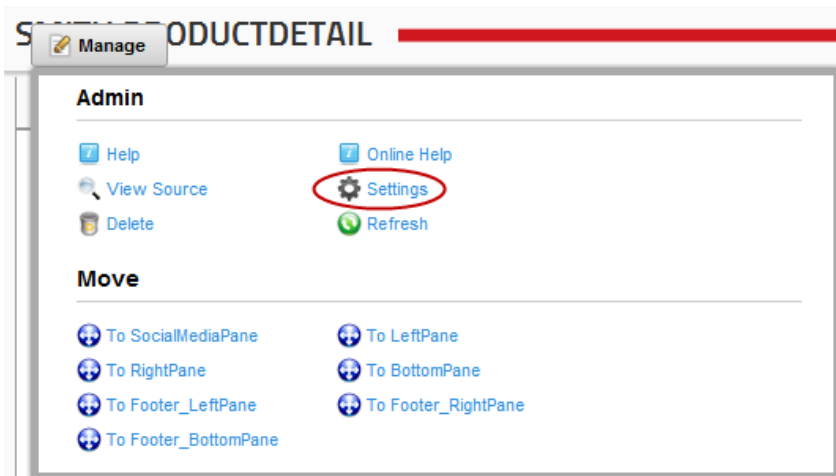 ODUCTDETAIL
Manage
Admin
Help
Online Help
View Source
Settings
Delete
Refresh
Move
To SocialMediaPane
To LeftPane
To RightPane
To BottomPane
To Footer_LeftPane
To Footer_RightPane
To Footer_BottomPane